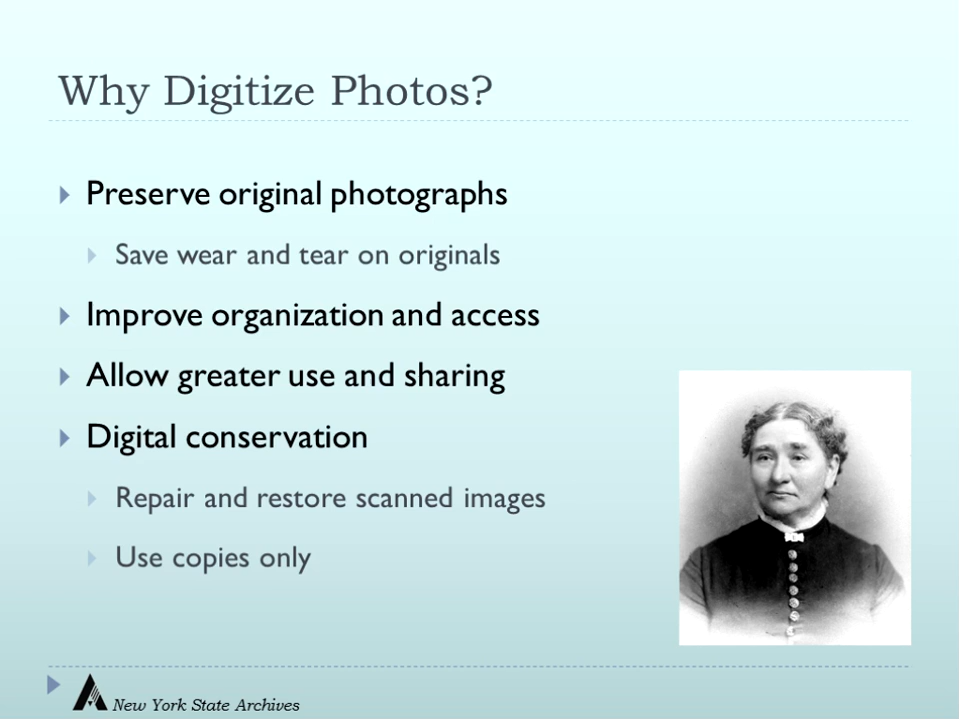 Why Digitize Photos?
Preserve original photographs
Save wear and tear on originals
Improve organization and access
Allow greater use and sharing
Digital conservation
Repair and restore scanned images
Use copies only
New York State Archives